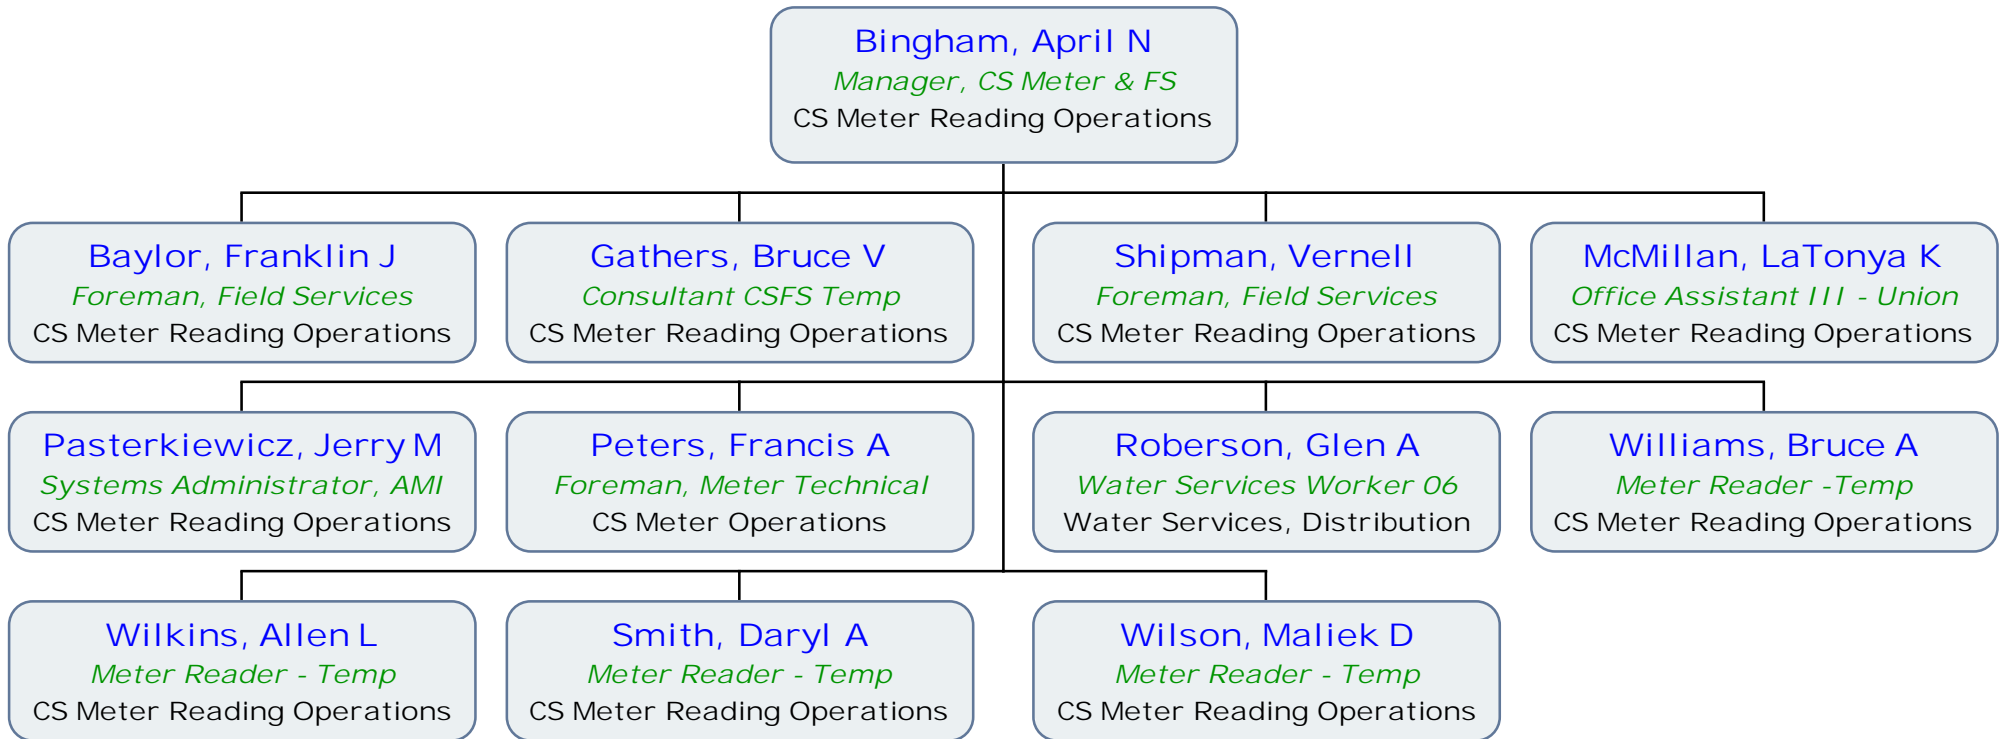 Bingham, April N
Manager, CS Meter & FS
CS Meter Reading Operations
Baylor, Franklin J
Foreman, Field Services
CS Meter Reading Operations
Gathers, Bruce V
Consultant CSFS Temp
CS Meter Reading Operations
Shipman, Vernell
Foreman, Field Services
CS Meter Reading Operations
McMillan, LaTonya K
Office Assistant III - Union
CS Meter Reading Operations
Pasterkiewicz, Jerry M
Systems Administrator, AMI
CS Meter Reading Operations
Peters, Francis A
Foreman, Meter Technical
CS Meter Operations
Roberson, Glen A
Water Services Worker 06
Water Services, Distribution
Williams, Bruce A
Meter Reader -Temp
CS Meter Reading Operations
Wilkins, Allen L
Meter Reader - Temp
CS Meter Reading Operations
Smith, Daryl A
Meter Reader - Temp
CS Meter Reading Operations
Wilson, Maliek D
Meter Reader - Temp
CS Meter Reading Operations